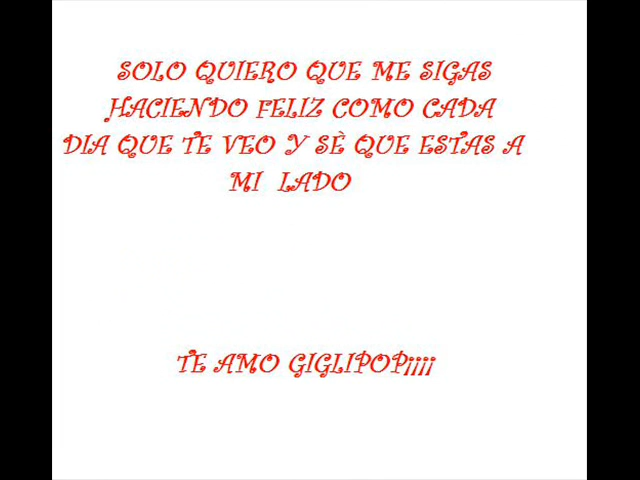 SOLO QUIERO QUE ME SIGAS
HACIENDO FELIZ COMO CADA
DIA QUE TE VEO Y SÈ QUE ESTAS A
MI LADO
TE AMO GIGLIPOP¡¡¡¡